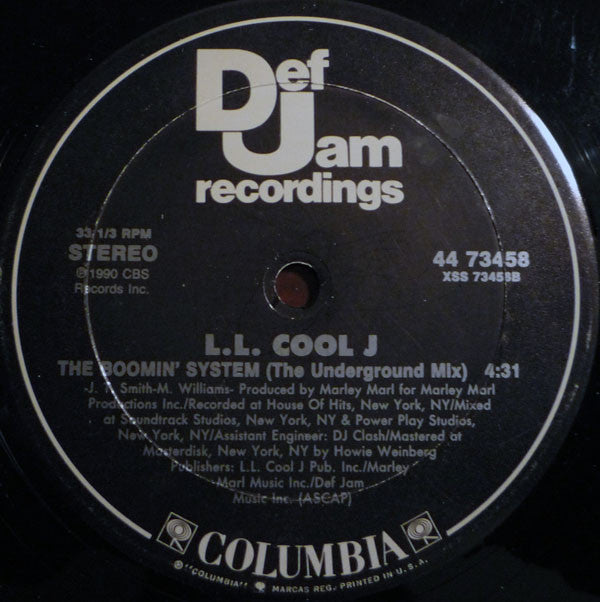 Def
Jam
recordings
33 1/3 RPM
STEREO
℗1990 CBS
Records Inc.
44 73458
XSS 73458B
L.L. COOL J
THE BOOMIN' SYSTEM (The Underground Mix) 4:31
-J. T. Smith-M. Williams- Produced by Marley Marl for Marley Marl
Productions Inc./Recorded at House Of Hits, New York, NY/Mixed
at Soundtrack Studios, New York, NY & Power Play Studios,
New York, NY/Assistant Engineer: DJ Clash/Mastered at
Masterdisk, New York, NY by Howie Weinberg
Publishers: L.L. Cool J Pub. Inc./Marley
Marl Music Inc./Def Jam
Music Inc. (ASCAP)
COLUMBIA
"COLUMBIA" MARCAS REG. PRINTED IN U.S.A.